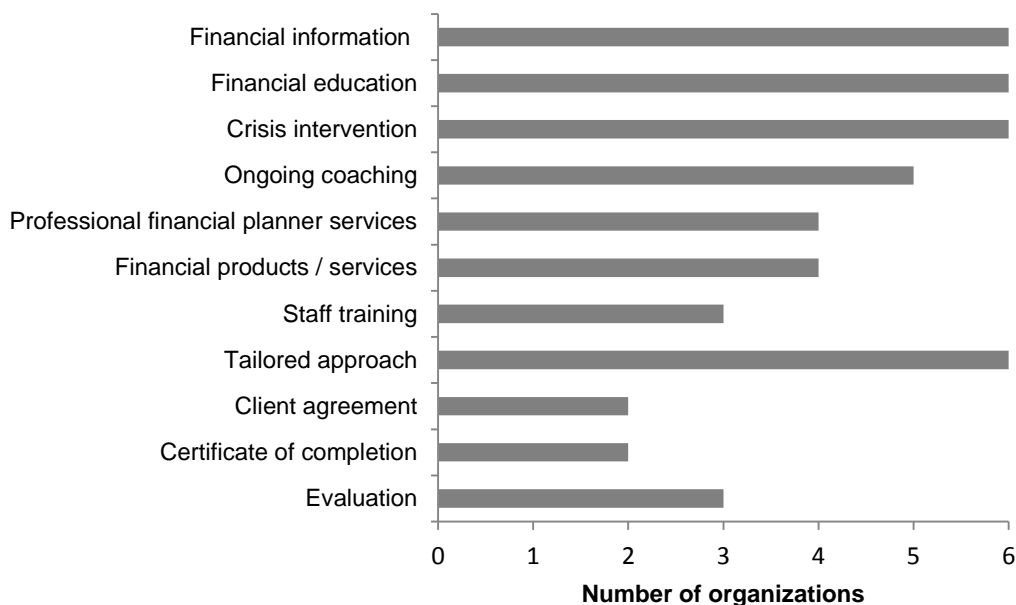 Financial information
Financial education
Crisis intervention
Ongoing coaching
Professional financial planner services
Financial products / services
Staff training
Tailored approach
Client agreement
Certificate of completion
Evaluation
0 1 2 3 4 5 6
Number of organizations